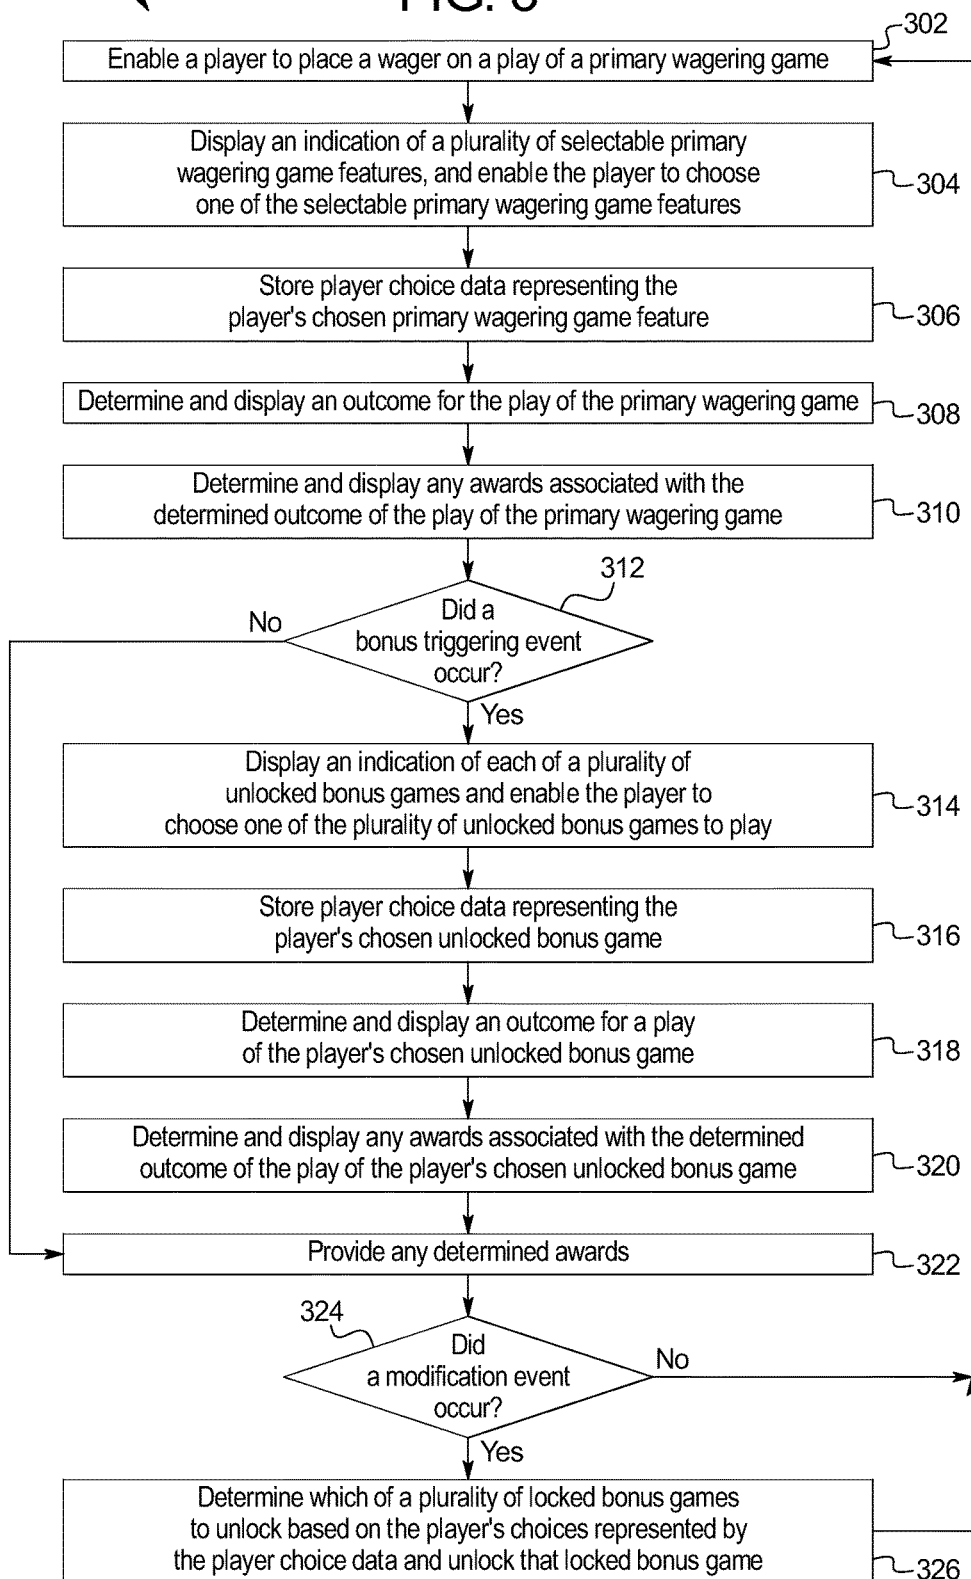 302
Enable a player to place a wager on a play of a primary wagering game
Display an indication of a plurality of selectable primary
wagering game features, and enable the player to choose
one of the selectable primary wagering game features
304
Store player choice data representing the
player's chosen primary wagering game feature
306
Determine and display an outcome for the play of the primary wagering game
308
Determine and display any awards associated with the
determined outcome of the play of the primary wagering game
310
312
Did a
bonus triggering event
occur?
No
Yes
Display an indication of each of a plurality of
unlocked bonus games and enable the player to
choose one of the plurality of unlocked bonus games to play
314
Store player choice data representing the
player's chosen unlocked bonus game
316
Determine and display an outcome for a play
of the player's chosen unlocked bonus game
318
Determine and display any awards associated with the determined
outcome of the play of the player's chosen unlocked bonus game
320
Provide any determined awards
322
324
Did
a modification event
occur?
No
Yes
Determine which of a plurality of locked bonus games
to unlock based on the player's choices represented by
the player choice data and unlock that locked bonus game
326